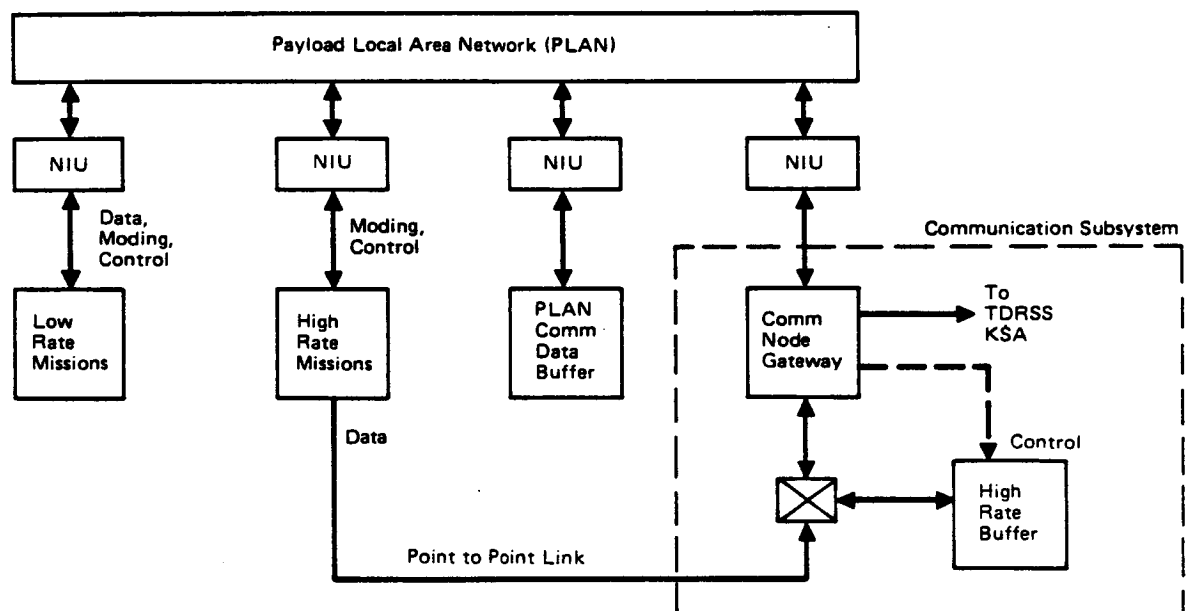 Payload Local Area Network (PLAN)
NIU
NIU
NIU
NIU
Data,
Moding,
Control
Moding,
Control
Communication Subsystem
Low
Rate
Missions
High
Rate
Missions
PLAN
Comm
Data
Buffer
Comm
Node
Gateway
To
TDRSS
KSA
Data
Control
High
Rate
Buffer
Point to Point Link